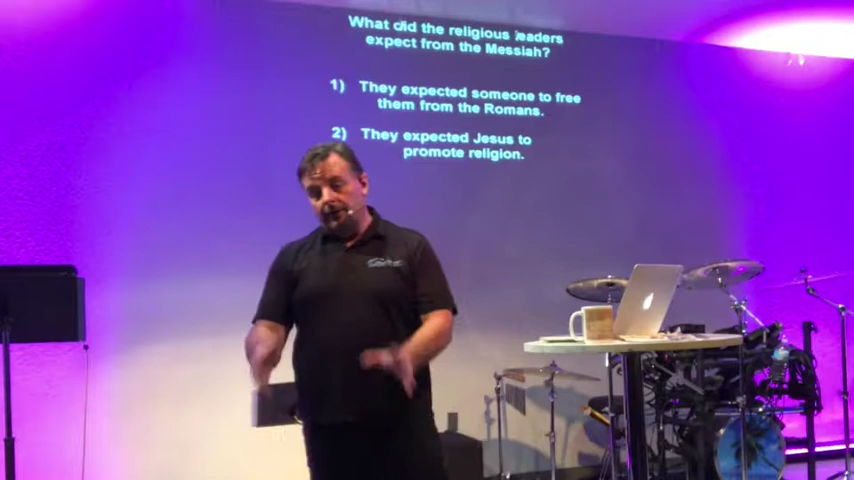 What did the religious leaders
expect from the Messiah?
1) They expected someone to free
them from the Romans.
2) They expected Jesus to
promote religion.